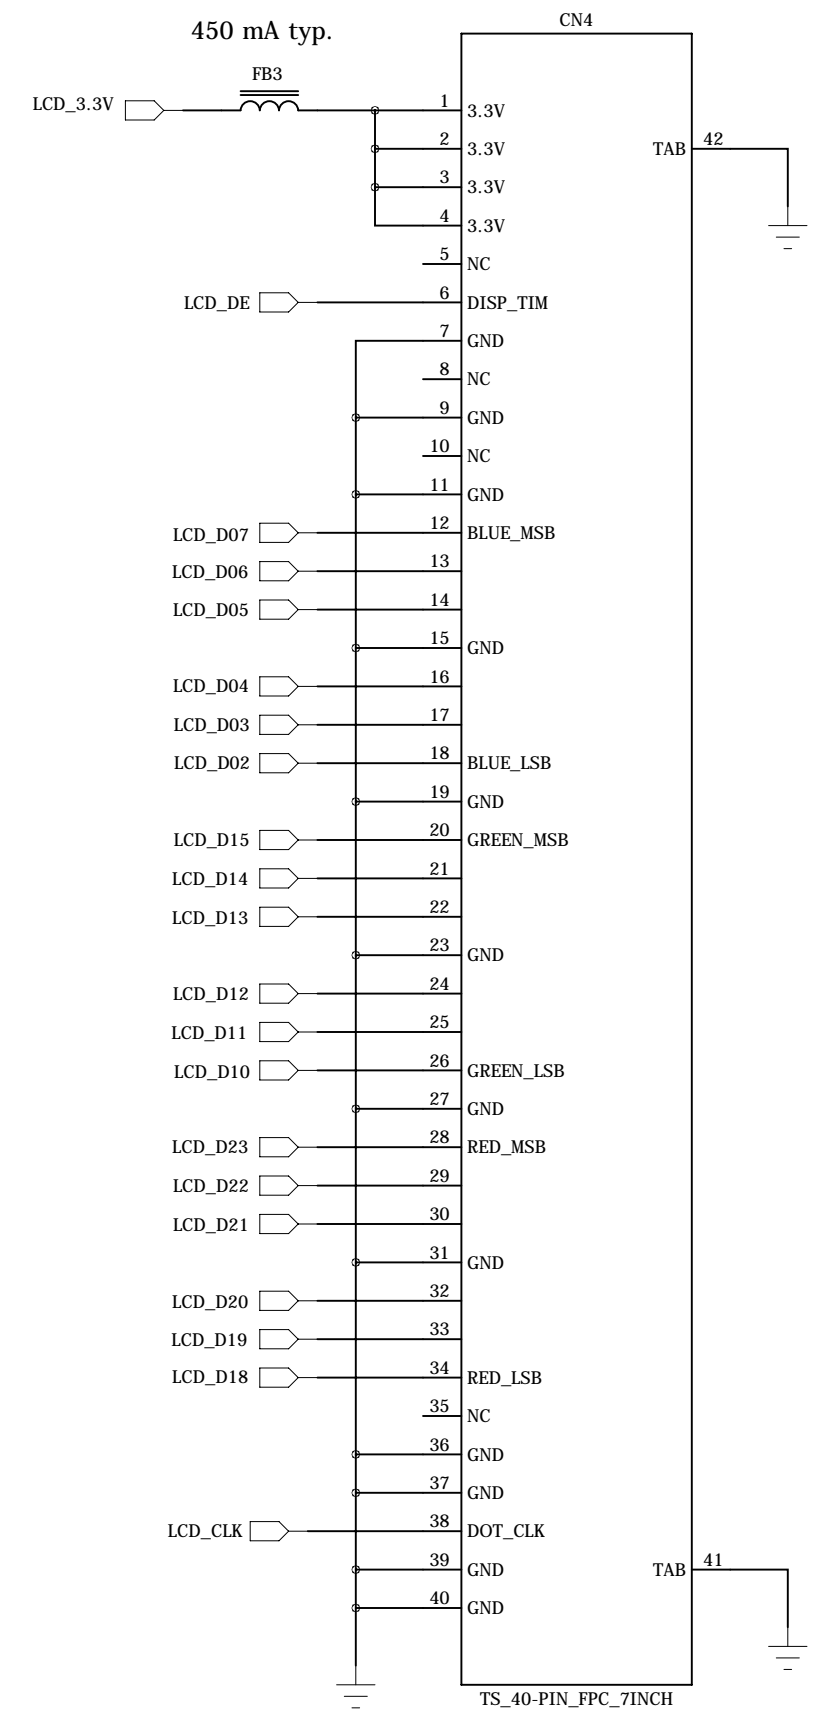 CN4
450 mA typ.
FB3
LCD_3.3V
1 3.3V
2 3.3V
TAB 42
3 3.3V
4 3.3V
5 NC
LCD_DE 6 DISP_TIM
7 GND
8 NC
9 GND
10 NC
11 GND
LCD_D07 12 BLUE_MSB
LCD_D06 13
LCD_D05 14
15 GND
LCD_D04 16
LCD_D03 17
LCD_D02 18 BLUE_LSB
19 GND
LCD_D15 20 GREEN_MSB
LCD_D14 21
LCD_D13 22
23 GND
LCD_D12 24
LCD_D11 25
LCD_D10 26 GREEN_LSB
27 GND
LCD_D23 28 RED_MSB
LCD_D22 29
LCD_D21 30
31 GND
LCD_D20 32
LCD_D19 33
LCD_D18 34 RED_LSB
35 NC
36 GND
37 GND
LCD_CLK 38 DOT_CLK
39 GND TAB 41
40 GND
TS_40-PIN_FPC_7INCH